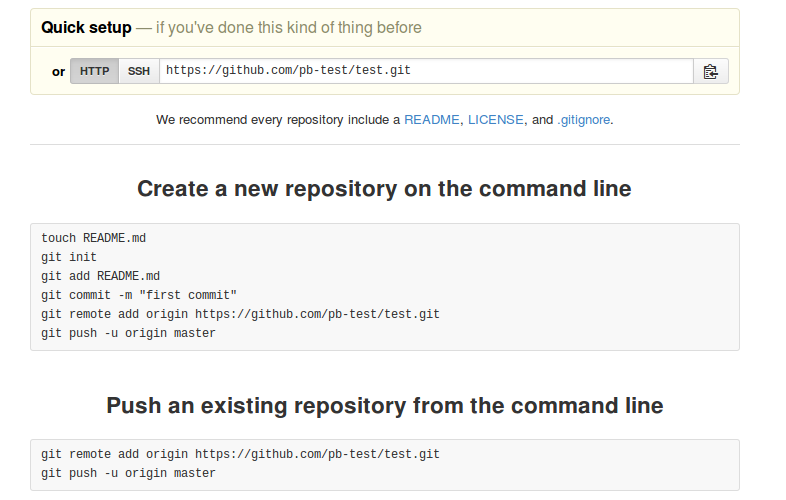 Quick setup — if you've done this kind of thing before
or HTTP SSH https://github.com/pb-test/test.git
We recommend every repository include a README, LICENSE, and .gitignore.
Create a new repository on the command line
touch README.md
git init
git add README.md
git commit -m "first commit"
git remote add origin https://github.com/pb-test/test.git
git push -u origin master
Push an existing repository from the command line
git remote add origin https://github.com/pb-test/test.git
git push -u origin master